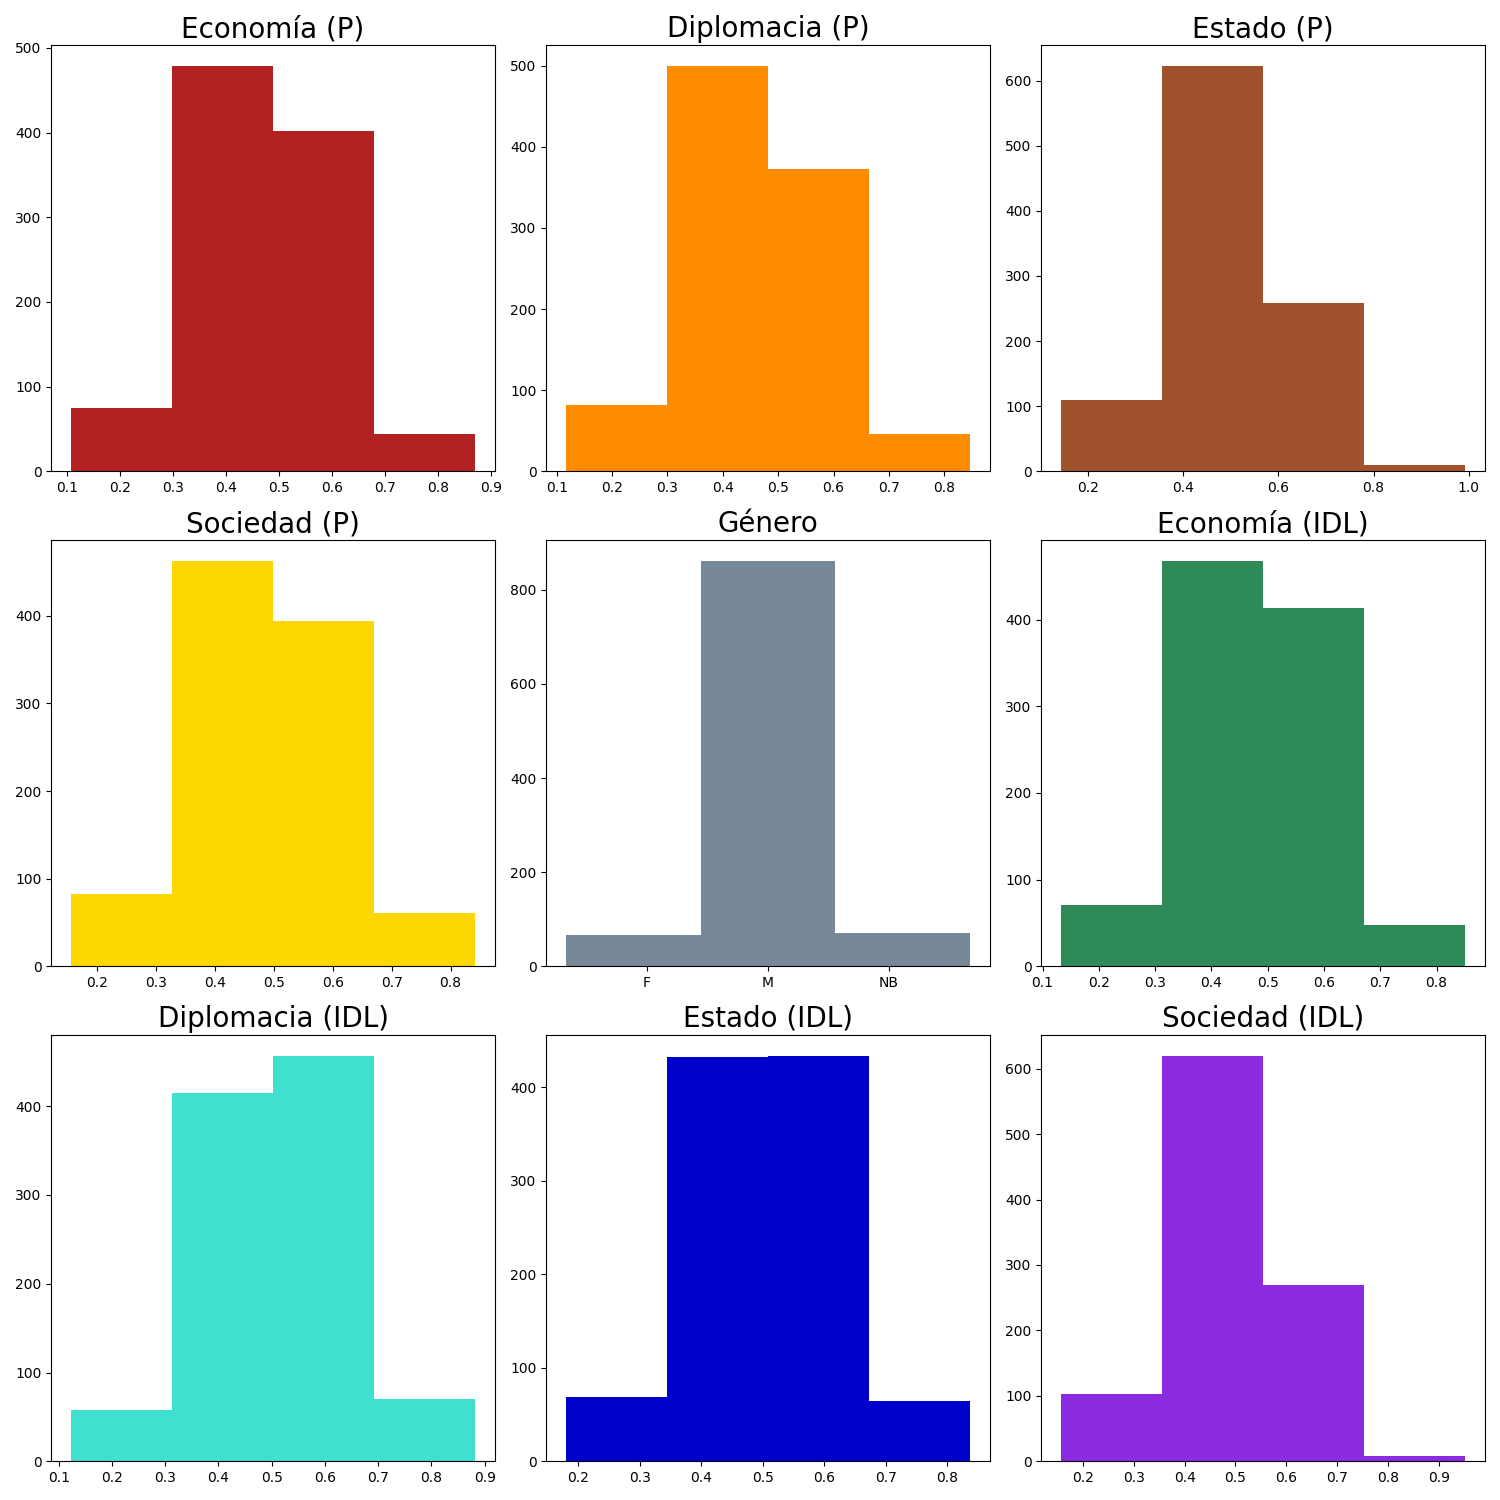 Economía (P)
500
400
300
200
100
0
0.1 0.2 0.3 0.4 0.5 0.6 0.7 0.8 0.9
Diplomacia (P)
500
400
300
200
100
0
0.1 0.2 0.3 0.4 0.5 0.6 0.7 0.8
Estado (P)
600
500
400
300
200
100
0
0.2 0.4 0.6 0.8 1.0
Sociedad (P)
400
300
200
100
0
0.2 0.3 0.4 0.5 0.6 0.7 0.8
Género
800
600
400
200
0
F M NB
Economía (IDL)
400
300
200
100
0
0.1 0.2 0.3 0.4 0.5 0.6 0.7 0.8
Diplomacia (IDL)
400
300
200
100
0
0.1 0.2 0.3 0.4 0.5 0.6 0.7 0.8 0.9
Estado (IDL)
400
300
200
100
0
0.2 0.3 0.4 0.5 0.6 0.7 0.8
Sociedad (IDL)
600
500
400
300
200
100
0
0.2 0.3 0.4 0.5 0.6 0.7 0.8 0.9